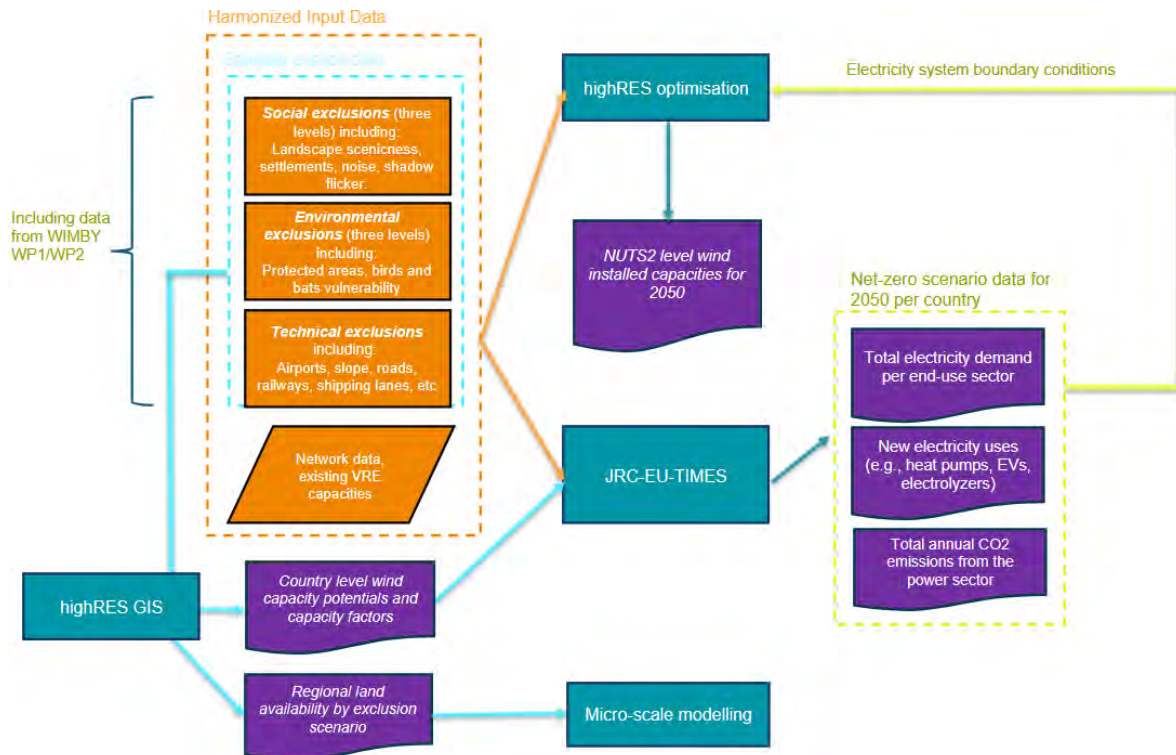 Harmonized Input Data
Social exclusions (three
levels) including:
Landscape scenicness,
settlements, noise, shadow
flicker.
Environmental
exclusions (three levels)
including:
Protected areas, birds and
bats vulnerability
Technical exclusions
including:
Airports, slope, roads,
railways, shipping lanes, etc
Network data,
existing VRE
capacities
Including data
from WIMBY
WP1/WP2
highRES GIS
Country level wind
capacity potentials and
capacity factors
Regional land
availability by exclusion
scenario
highRES optimisation
NUTS2 level wind
installed capacities for
2050
JRC-EU-TIMES
Micro-scale modelling
Electricity system boundary conditions
Net-zero scenario data for
2050 per country
Total electricity demand
per end-use sector
New electricity uses
(e.g., heat pumps, EVs,
electrolyzers)
Total annual CO2
emissions from the
power sector